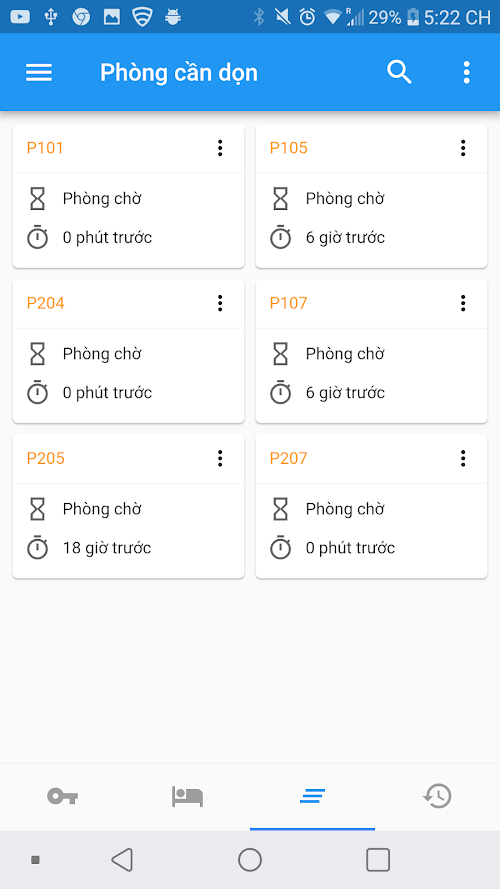 R 29% 5:22 CH
Phòng cần dọn
P101
Phòng chờ
0 phút trước
P105
Phòng chờ
6 giờ trước
P204
Phòng chờ
0 phút trước
P107
Phòng chờ
6 giờ trước
P205
Phòng chờ
18 giờ trước
P207
Phòng chờ
0 phút trước